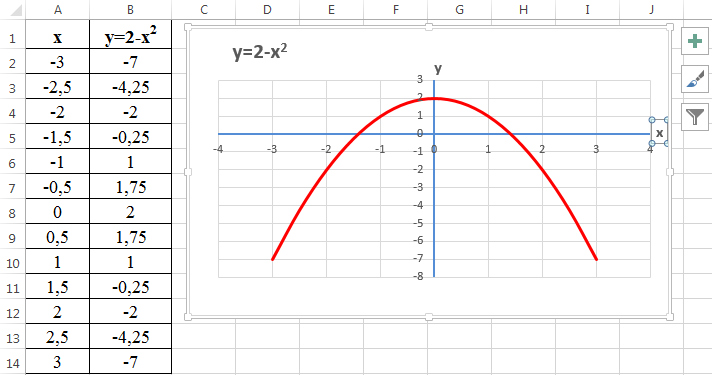 A B C D E F G H I J
1 x y=2-x²
2 -3 -7
3 -2,5 -4,25
4 -2 -2
5 -1,5 -0,25
6 -1 1
7 -0,5 1,75
8 0 2
9 0,5 1,75
10 1 1
11 1,5 -0,25
12 2 -2
13 2,5 -4,25
14 3 -7
y=2-x²
y
3
2
1
0
x
-4 -3 -2 -1 0 1 2 3 4
-1
-2
-3
-4
-5
-6
-7
-8